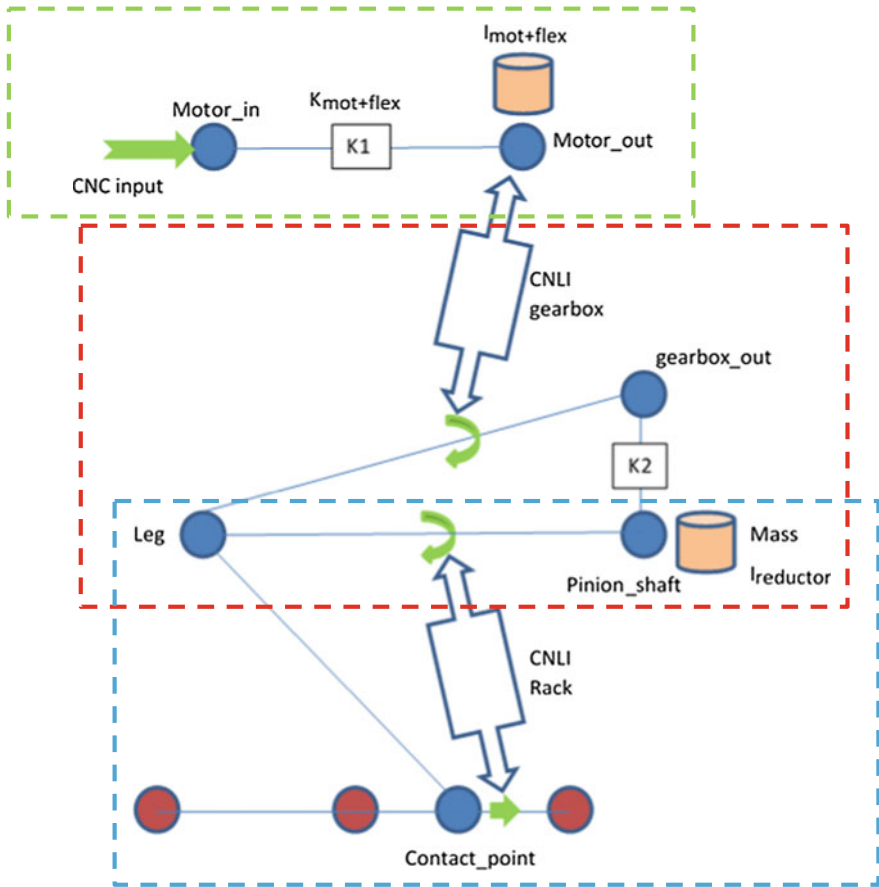 Imot+flex
Motor_in
Kmot+flex
K1
Motor_out
CNC input
CNLI
gearbox
gearbox_out
K2
Leg
Mass
Pinion_shaft
Ireductor
CNLI
Rack
Contact_point